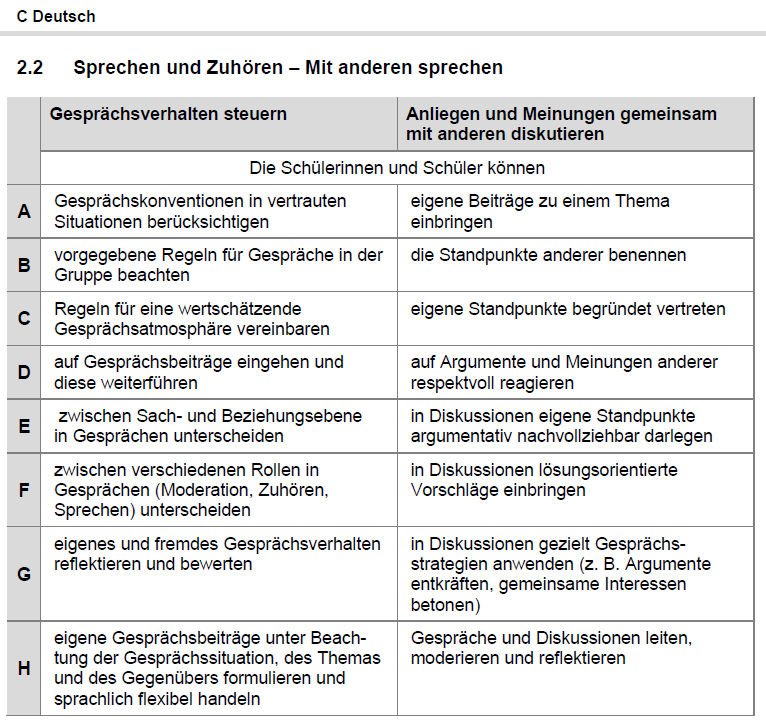 C Deutsch
2.2 Sprechen und Zuhören – Mit anderen sprechen
Gesprächsverhalten steuern
Anliegen und Meinungen gemeinsam
mit anderen diskutieren
Die Schülerinnen und Schüler können
A
Gesprächskonventionen in vertrauten
Situationen berücksichtigen
eigene Beiträge zu einem Thema
einbringen
B
vorgegebene Regeln für Gespräche in der
Gruppe beachten
die Standpunkte anderer benennen
C
Regeln für eine wertschätzende
Gesprächsatmosphäre vereinbaren
eigene Standpunkte begründet vertreten
D
auf Gesprächsbeiträge eingehen und
diese weiterführen
auf Argumente und Meinungen anderer
respektvoll reagieren
E
zwischen Sach- und Beziehungsebene
in Gesprächen unterscheiden
in Diskussionen eigene Standpunkte
argumentativ nachvollziehbar darlegen
F
zwischen verschiedenen Rollen in
Gesprächen (Moderation, Zuhören,
Sprechen) unterscheiden
in Diskussionen lösungsorientierte
Vorschläge einbringen
G
eigenes und fremdes Gesprächsverhalten
reflektieren und bewerten
in Diskussionen gezielt Gesprächs-
strategien anwenden (z. B. Argumente
entkräften, gemeinsame Interessen
betonen)
H
eigene Gesprächsbeiträge unter Beach-
tung der Gesprächssituation, des Themas
und des Gegenübers formulieren und
sprachlich flexibel handeln
Gespräche und Diskussionen leiten,
moderieren und reflektieren